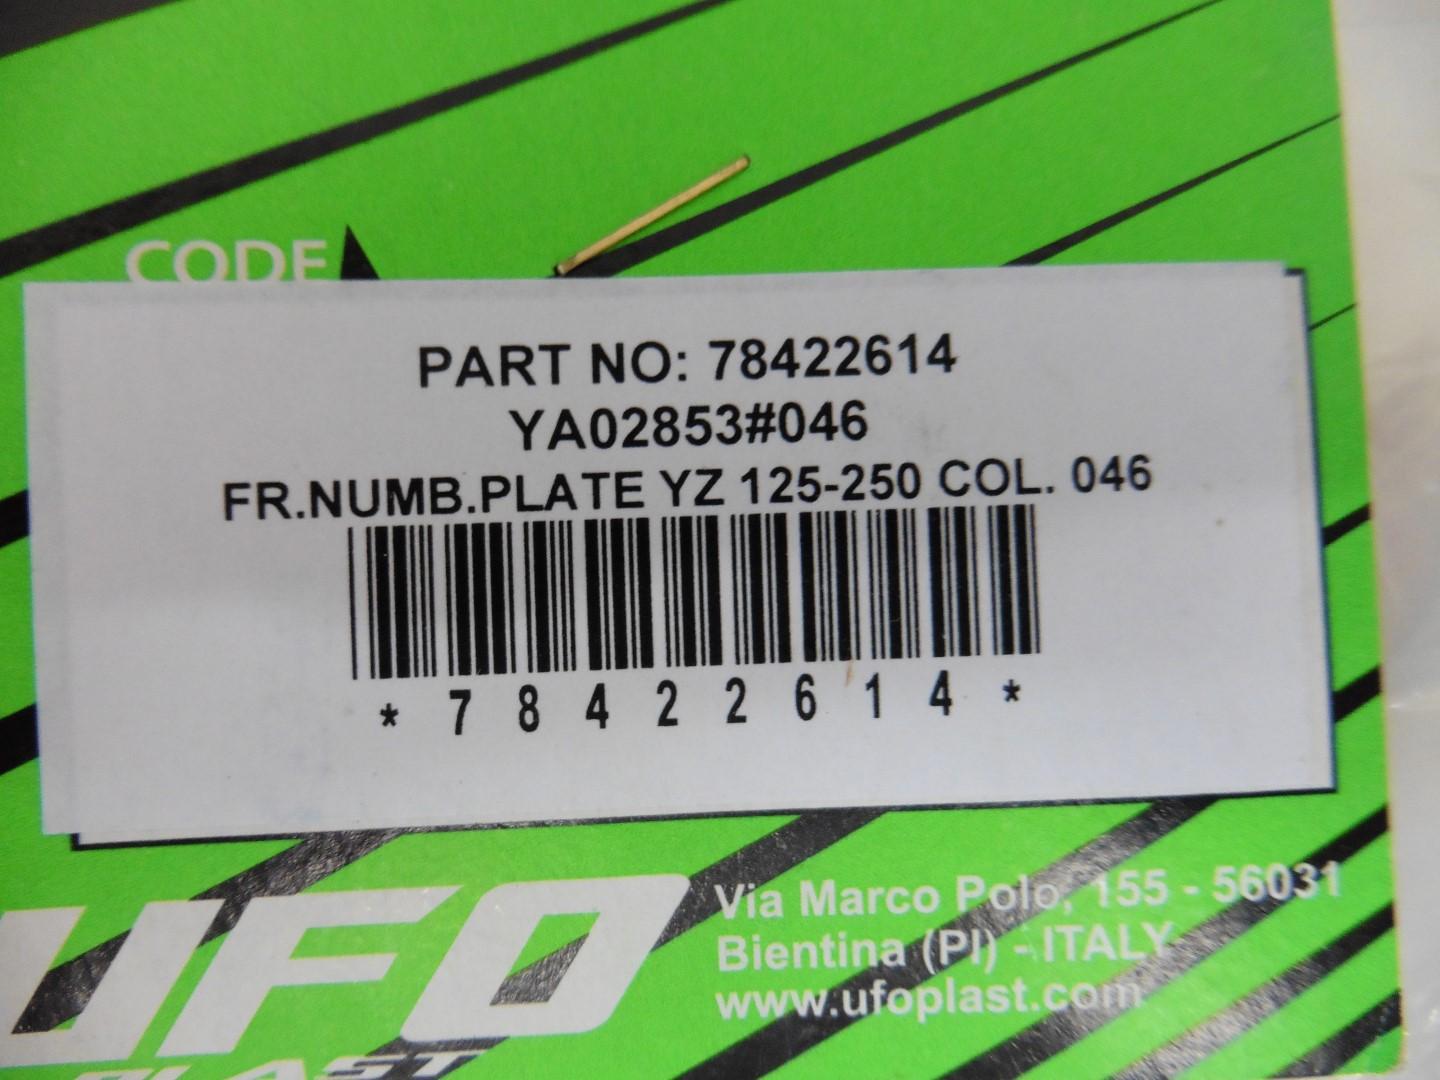 CODE
PART NO: 78422614
YA02853#046
FR.NUMB.PLATE YZ 125-250 COL. 046
* 7 8 4 2 2 6 1 4 *
UFO
PLAST
Via Marco Polo, 155 - 56031
Bientina (PI) - ITALY
www.ufoplast.com